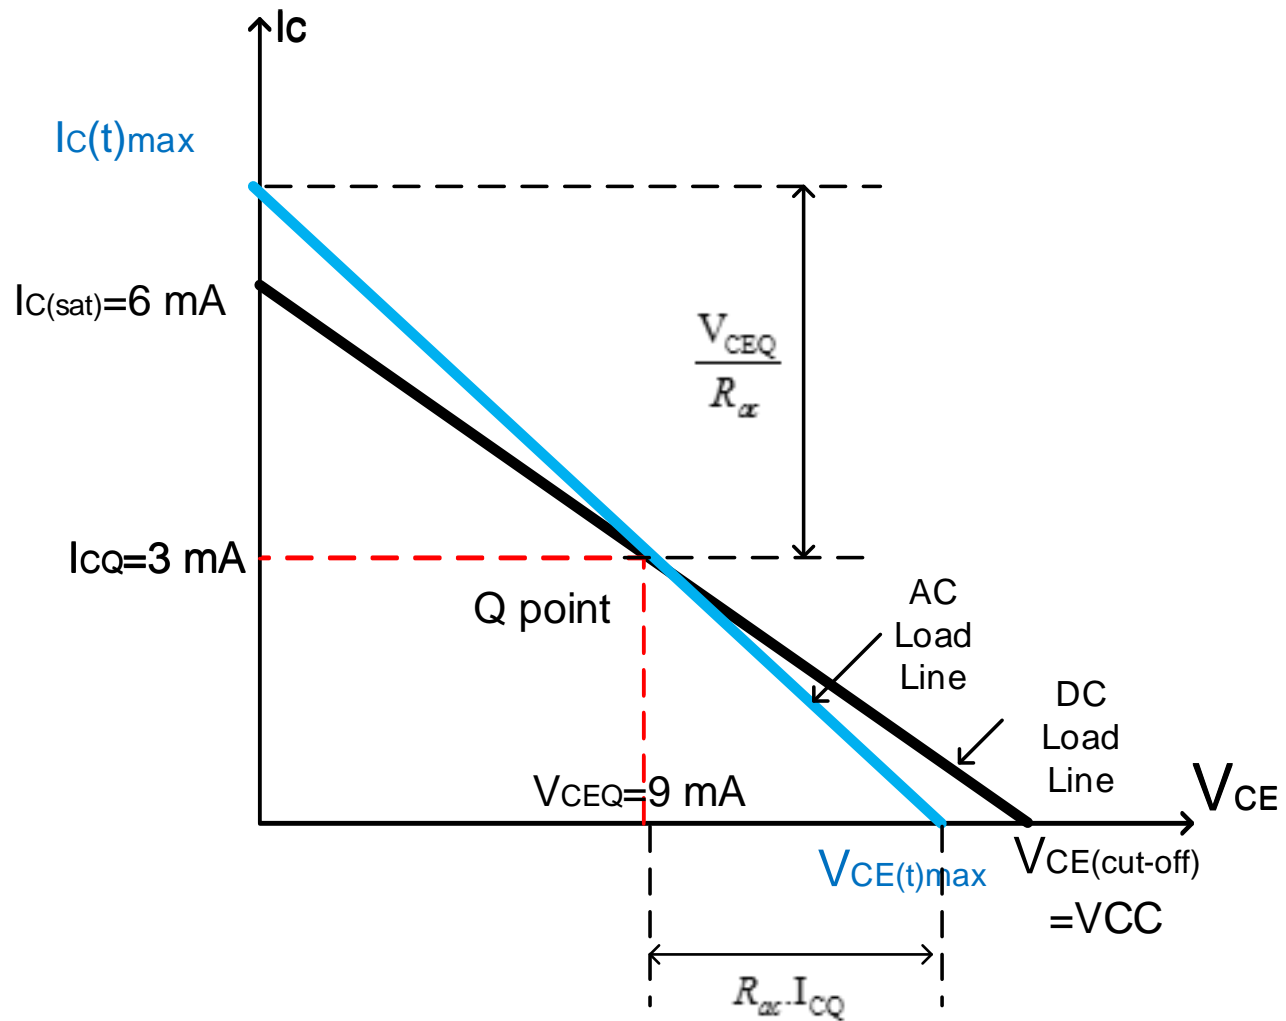 Ic
Ic(t)max
IC(sat)=6 mA
VCEQ
Rac
ICQ=3 mA
Q point
AC
Load
Line
DC
Load
Line
VCEQ=9 mA
VCE
VCE(t)max
VCE(cut-off)
=VCC
Rac.ICQ